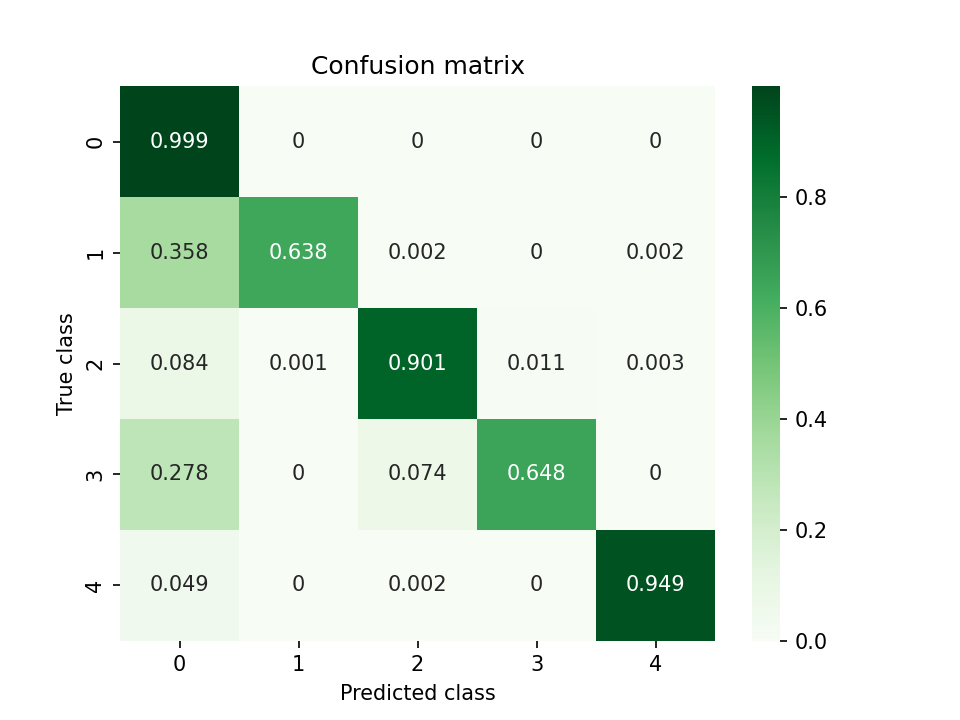 Confusion matrix
0 0.999 0 0 0 0
1 0.358 0.638 0.002 0 0.002
2 0.084 0.001 0.901 0.011 0.003
3 0.278 0 0.074 0.648 0
4 0.049 0 0.002 0 0.949
0 1 2 3 4
Predicted class
True class
0.8
0.6
0.4
0.2
0.0